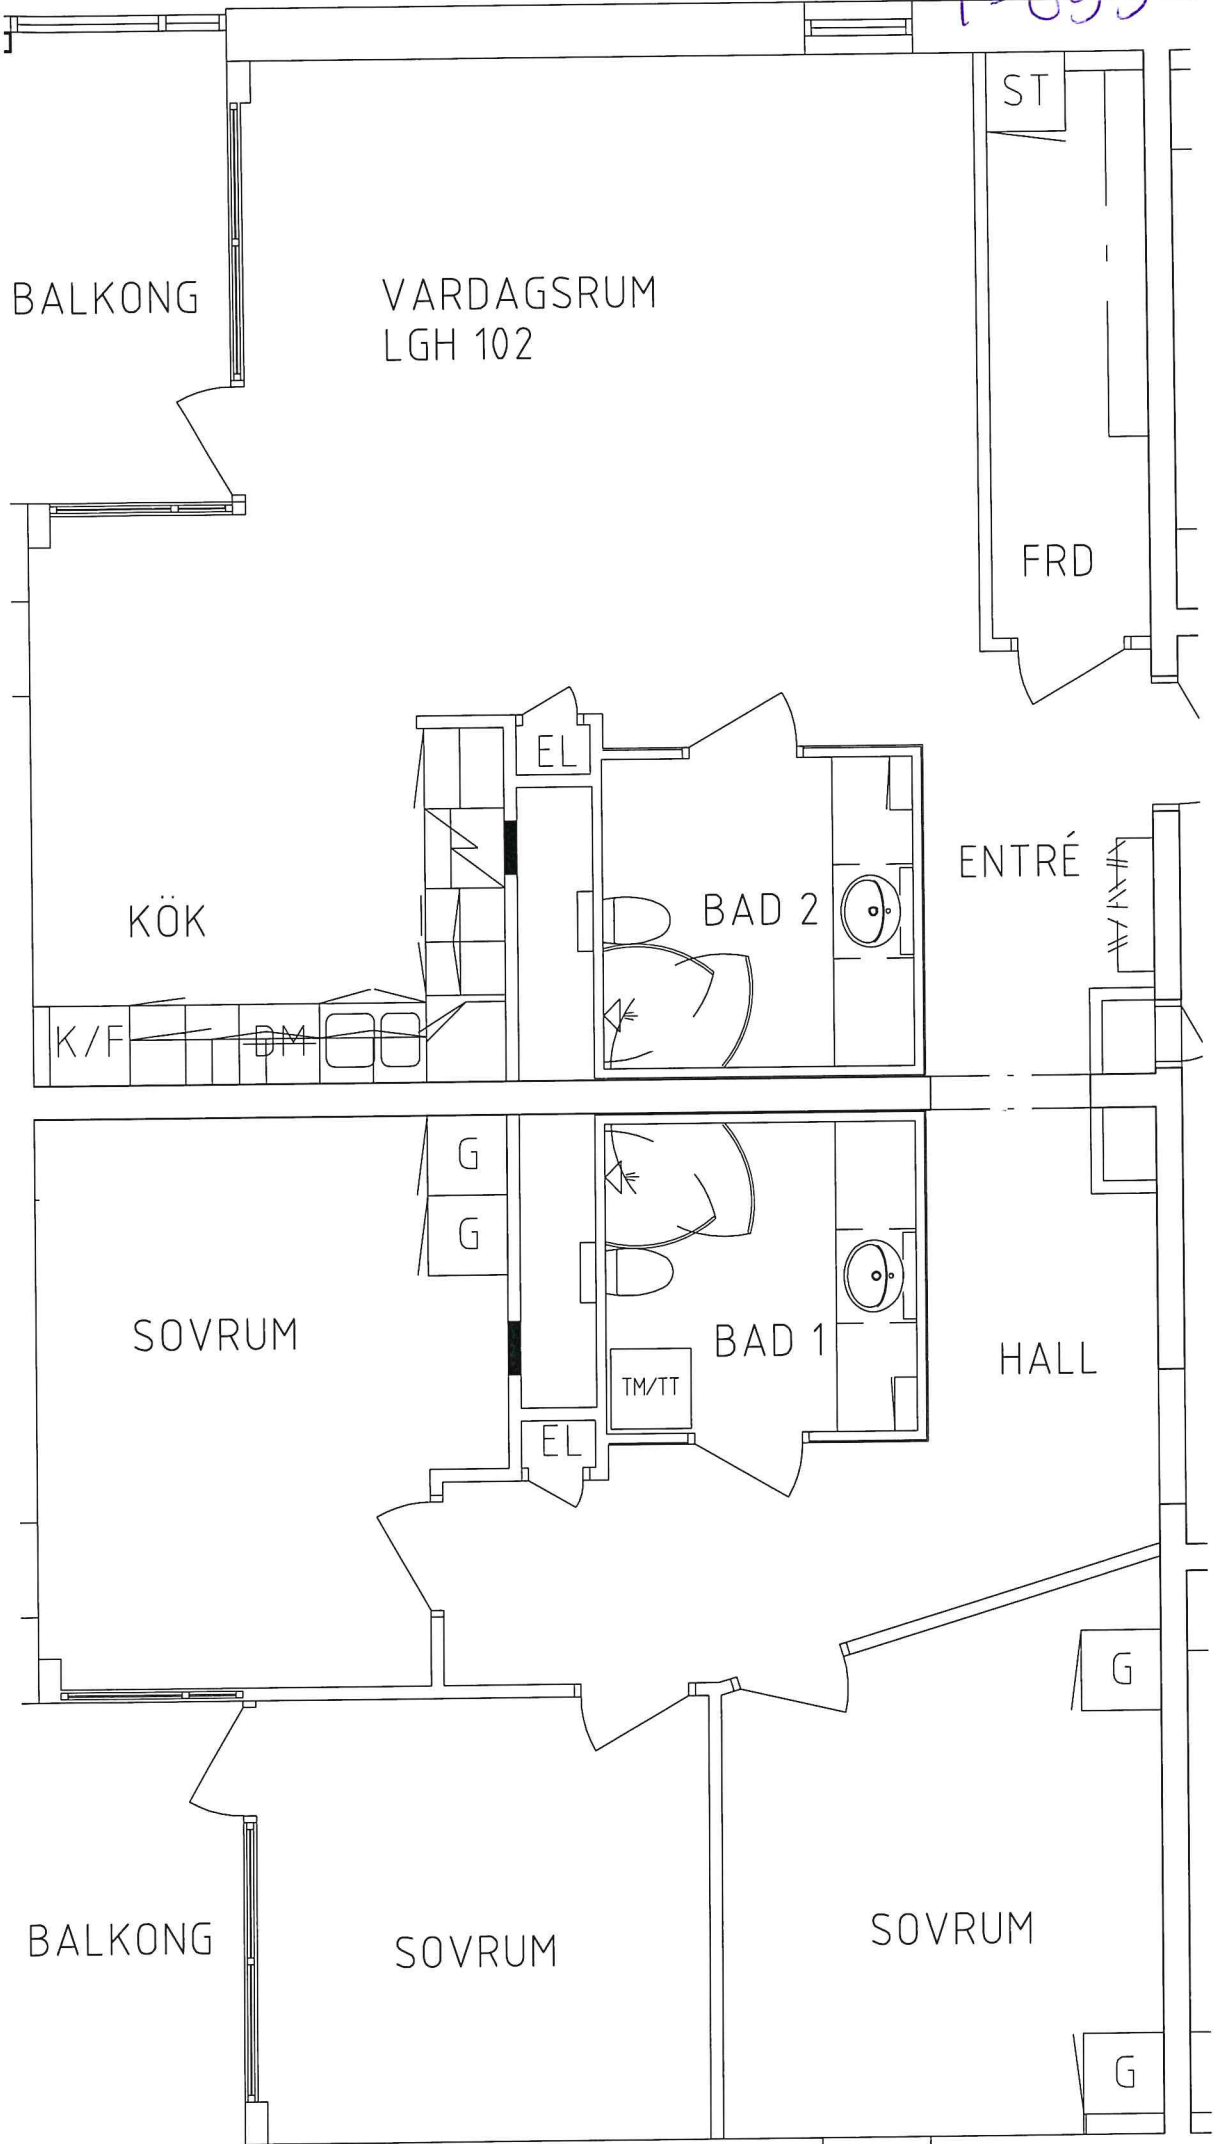 ST
BALKONG
VARDAGSRUM
LGH 102
FRD
EL
ENTRÉ
KÖK
BAD 2
K/F
DM
G
G
SOVRUM
BAD 1
HALL
TM/TT
EL
G
BALKONG
SOVRUM
SOVRUM
G